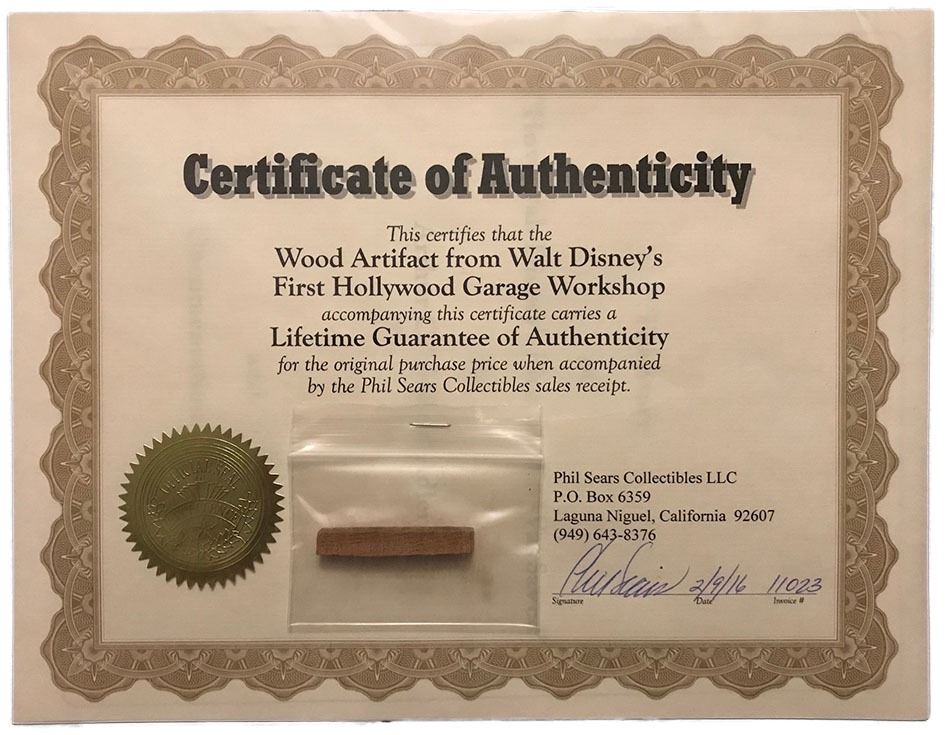 Certificate of Authenticity
This certifies that the
Wood Artifact from Walt Disney's
First Hollywood Garage Workshop
accompanying this certificate carries a
Lifetime Guarantee of Authenticity
for the original purchase price when accompanied
by the Phil Sears Collectibles sales receipt.
Phil Sears Collectibles LLC
P.O. Box 6359
Laguna Niguel, California 92607
(949) 643-8376
Phil Sears 2/9/16 11023
Signature Date Invoice #